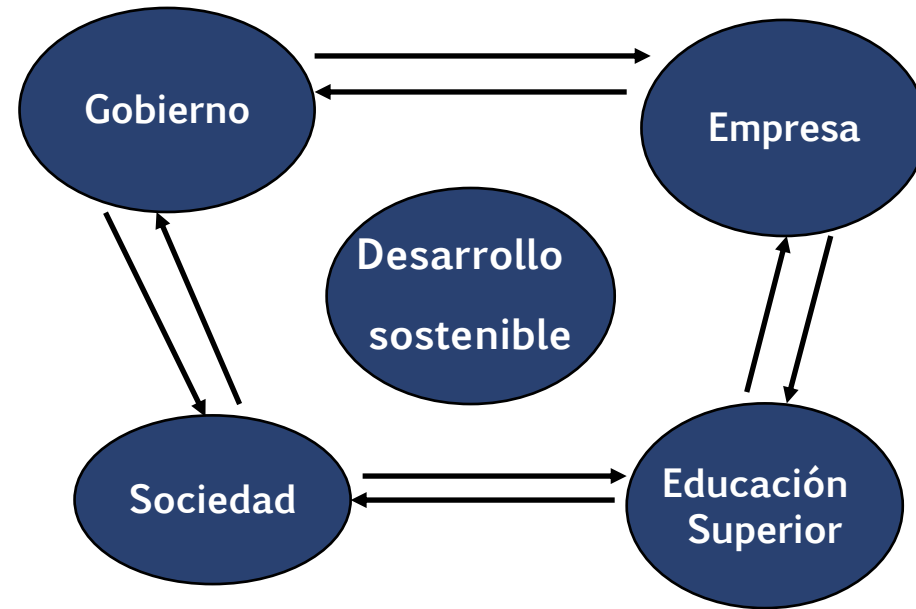 Gobierno
Empresa
Desarrollo
sostenible
Sociedad
Educación
Superior